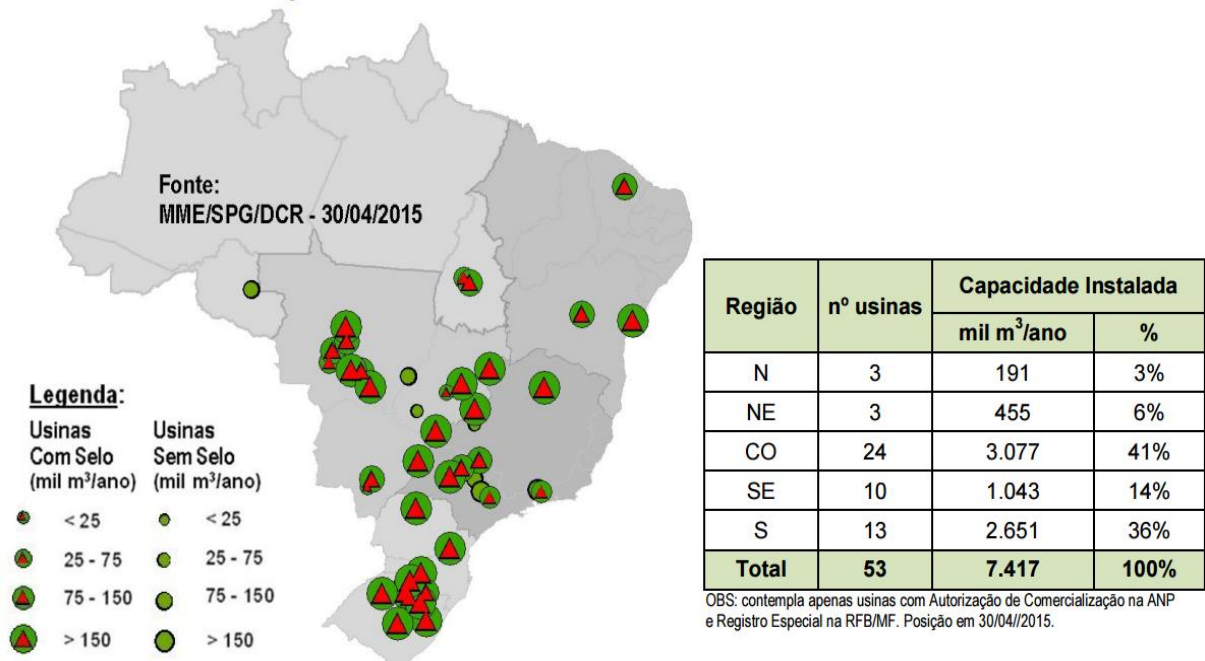 Fonte:
MME/SPG/DCR - 30/04/2015
Legenda:
Usinas Com Selo (mil m³/ano)
< 25
25 - 75
75 - 150
> 150
Usinas Sem Selo (mil m³/ano)
< 25
25 - 75
75 - 150
> 150
Região nº usinas Capacidade Instalada
mil m³/ano %
N 3 191 3%
NE 3 455 6%
CO 24 3.077 41%
SE 10 1.043 14%
S 13 2.651 36%
Total 53 7.417 100%
OBS: contempla apenas usinas com Autorização de Comercialização na ANP
e Registro Especial na RFB/MF. Posição em 30/04//2015.